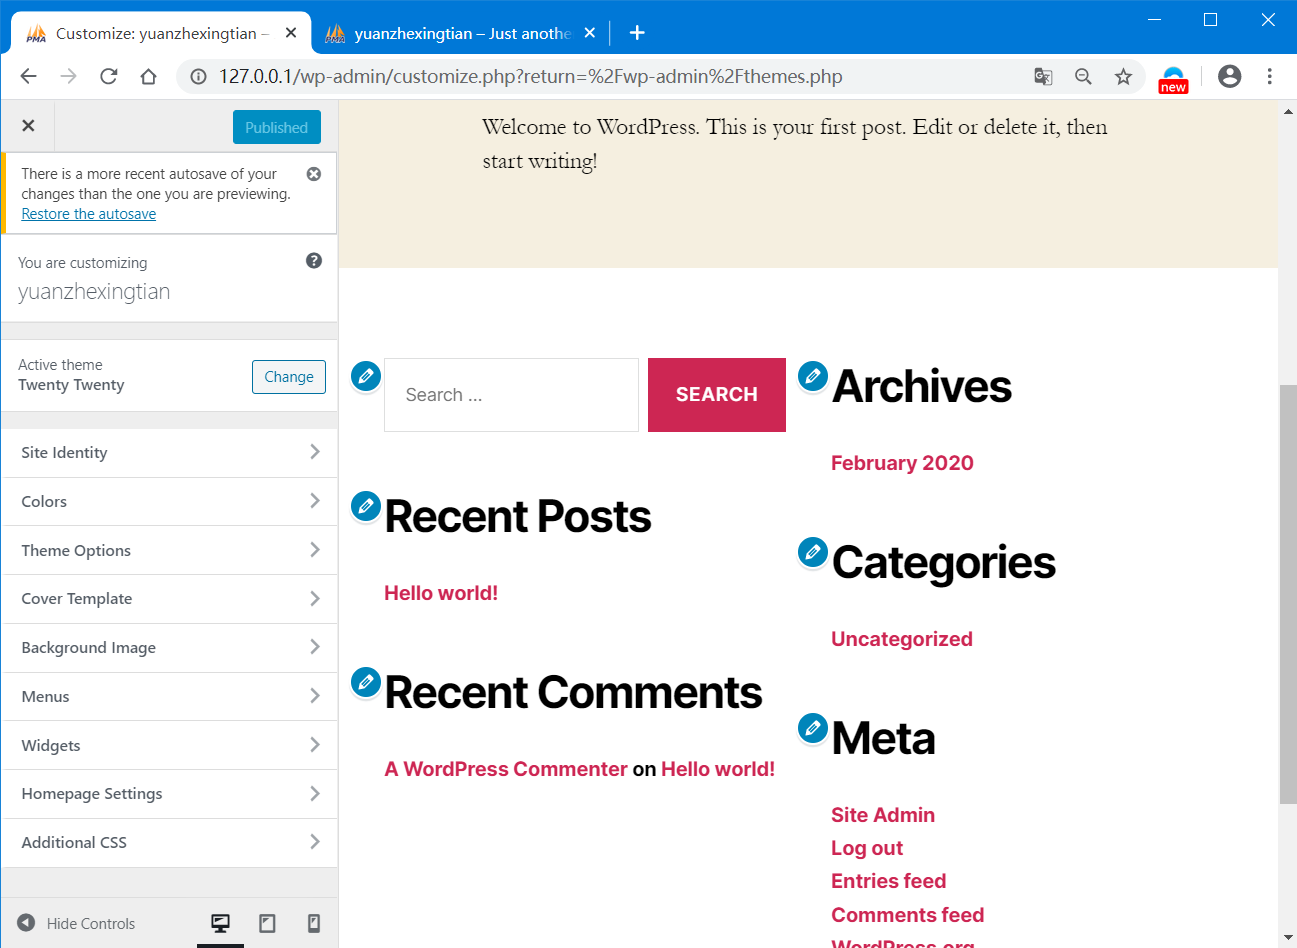 Customize: yuanzhexingtian –
yuanzhexingtian – Just anothe
127.0.0.1/wp-admin/customize.php?return=%2Fwp-admin%2Fthemes.php
new
Published
There is a more recent autosave of your
changes than the one you are previewing.
Restore the autosave
You are customizing
yuanzhexingtian
Active theme
Twenty Twenty
Change
Site Identity
Colors
Theme Options
Cover Template
Background Image
Menus
Widgets
Homepage Settings
Additional CSS
Hide Controls
Welcome to WordPress. This is your first post. Edit or delete it, then
start writing!
Search …
SEARCH
Recent Posts
Hello world!
Recent Comments
A WordPress Commenter on Hello world!
Archives
February 2020
Categories
Uncategorized
Meta
Site Admin
Log out
Entries feed
Comments feed
WordPress.org